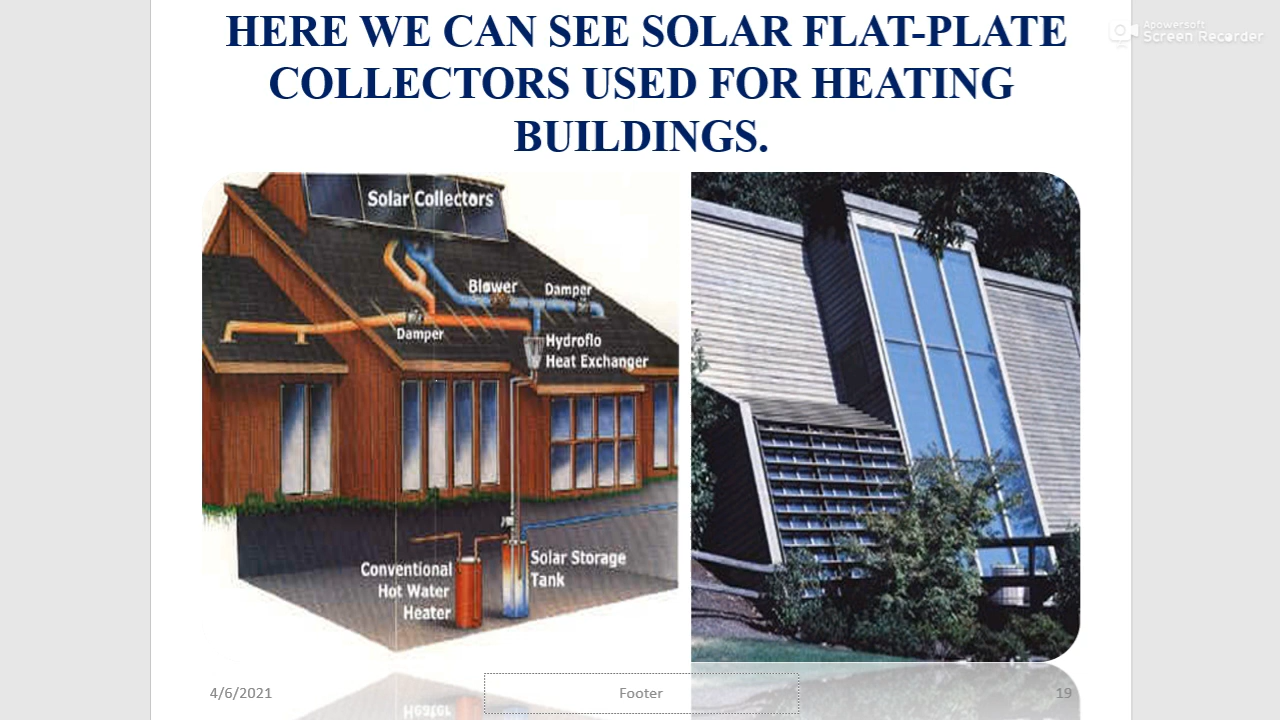 HERE WE CAN SEE SOLAR FLAT-PLATE
COLLECTORS USED FOR HEATING
BUILDINGS.
Apowersoft
Screen Recorder
Solar Collectors
Blower
Damper
Damper
Hydroflo
Heat Exchanger
Conventional
Hot Water
Heater
Solar Storage
Tank
4/6/2021
Footer
19
Heater